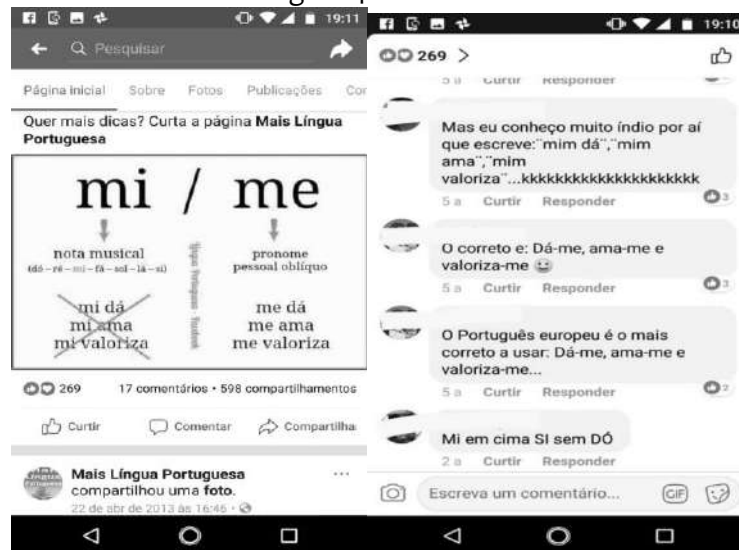 19:11
Pesquisar
Página inicial Sobre Fotos Publicações Cor
Quer mais dicas? Curta a página Mais Língua
Portuguesa
mi / me
nota musical
(dó – ré – mi – fá – sol – lá – si)
pronome
pessoal oblíquo
mi dá
mi ama
mi valoriza
me dá
me ama
me valoriza
269 17 comentários • 598 compartilhamentos
Curtir Comentar Compartilha
Mais Língua Portuguesa
compartilhou uma foto.
22 de abr de 2013 às 16:46 •
19:10
269 >
5 a Curtir Responder
Mas eu conheço muito índio por aí
que escreve:¨mim dá¨,¨mim
ama¨,¨mim
valoriza¨...kkkkkkkkkkkkkkkkkkkkk
5 a Curtir Responder 3
O correto e: Dá-me, ama-me e
valoriza-me
5 a Curtir Responder 3
O Português europeu é o mais
correto a usar: Dá-me, ama-me e
valoriza-me...
5 a Curtir Responder 2
Mi em cima SI sem DÓ
2 a Curtir Responder
Escreva um comentário... GIF